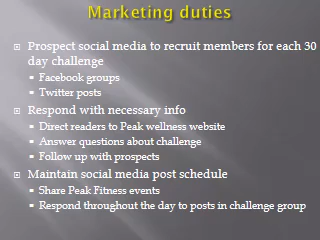 Marketing duties
Prospect social media to recruit members for each 30
day challenge
Facebook groups
Twitter posts
Respond with necessary info
Direct readers to Peak wellness website
Answer questions about challenge
Follow up with prospects
Maintain social media post schedule
Share Peak Fitness events
Respond throughout the day to posts in challenge group